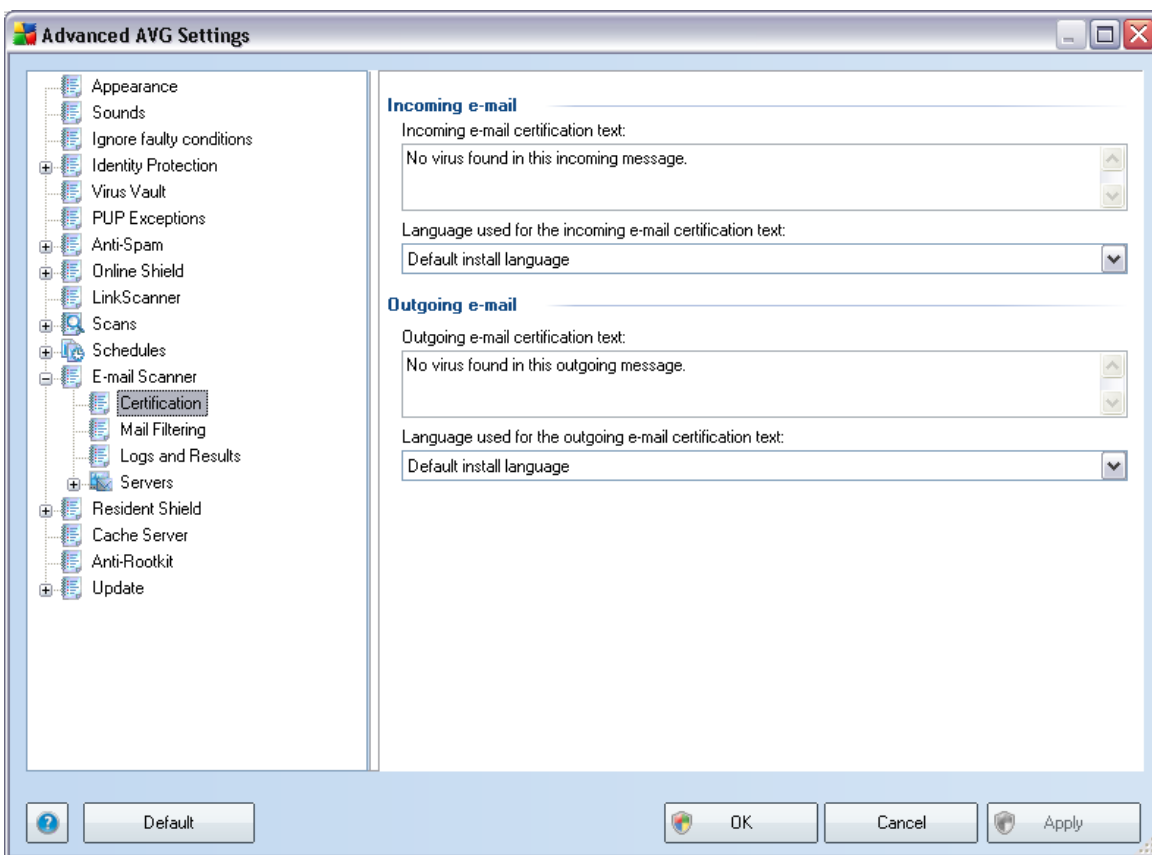 Advanced AVG Settings
Appearance
Sounds
Ignore faulty conditions
Identity Protection
Virus Vault
PUP Exceptions
Anti-Spam
Online Shield
LinkScanner
Scans
Schedules
E-mail Scanner
Certification
Mail Filtering
Logs and Results
Servers
Resident Shield
Cache Server
Anti-Rootkit
Update
Incoming e-mail
Incoming e-mail certification text:
No virus found in this incoming message.
Language used for the incoming e-mail certification text:
Default install language
Outgoing e-mail
Outgoing e-mail certification text:
No virus found in this outgoing message.
Language used for the outgoing e-mail certification text:
Default install language
?
Default
OK
Cancel
Apply